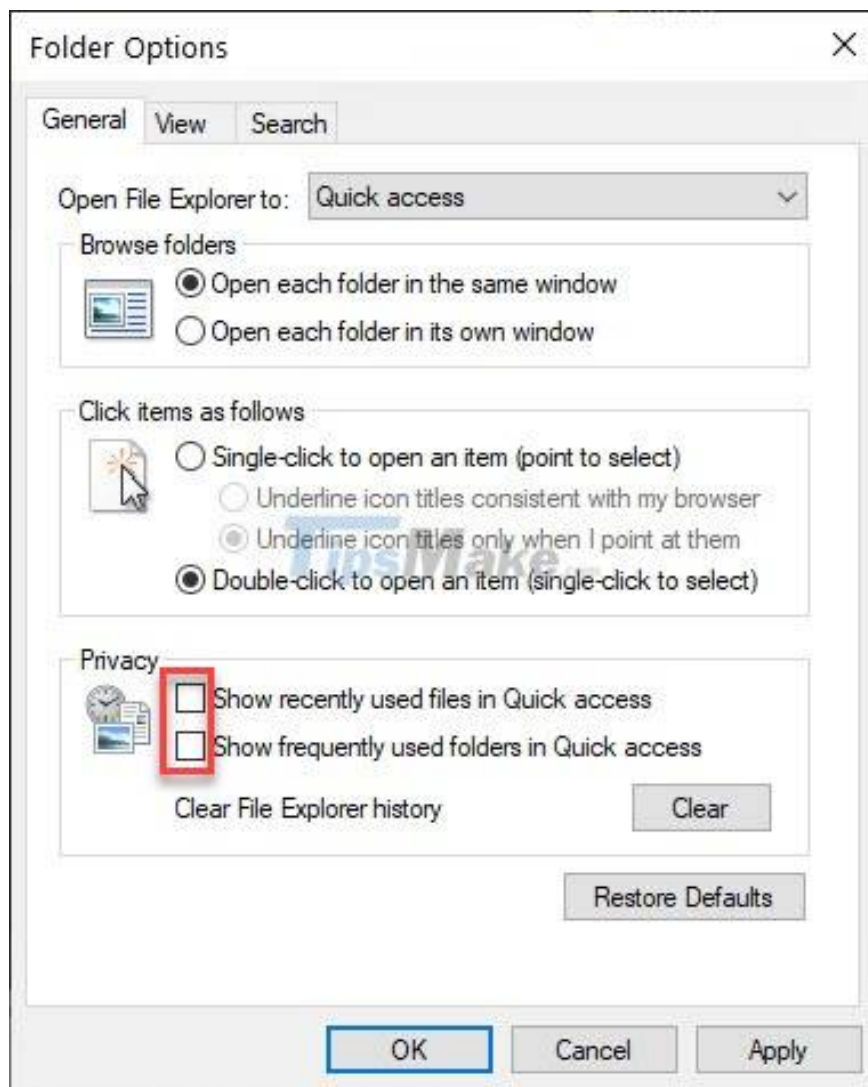 Folder Options
General View Search
Open File Explorer to: Quick access
Browse folders
Open each folder in the same window
Open each folder in its own window
Click items as follows
Single-click to open an item (point to select)
Underline icon titles consistent with my browser
Underline icon titles only when I point at them
TipsMake.com
Double-click to open an item (single-click to select)
Privacy
Show recently used files in Quick access
Show frequently used folders in Quick access
Clear File Explorer history Clear
Restore Defaults
OK Cancel Apply